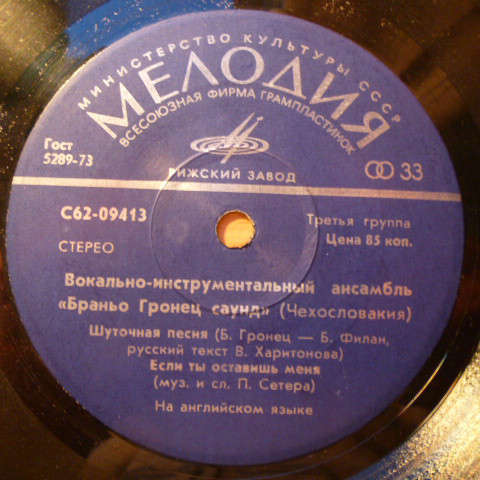 МИНИСТЕРСТВО КУЛЬТУРЫ СССР
МЕЛОДИЯ
ВСЕСОЮЗНАЯ ФИРМА ГРАМПЛАСТИНОК
Гост
5289-73
РИЖСКИЙ ЗАВОД
33
С62-09413
Третья группа
СТЕРЕО
Цена 85 коп.
Вокально-инструментальный ансамбль
«Браньо Гронец саунд» (Чехословакия)
Шуточная песня (Б. Гронец — Б. Филан,
русский текст В. Харитонова)
Если ты оставишь меня
(муз. и сл. П. Сетера)
На английском языке